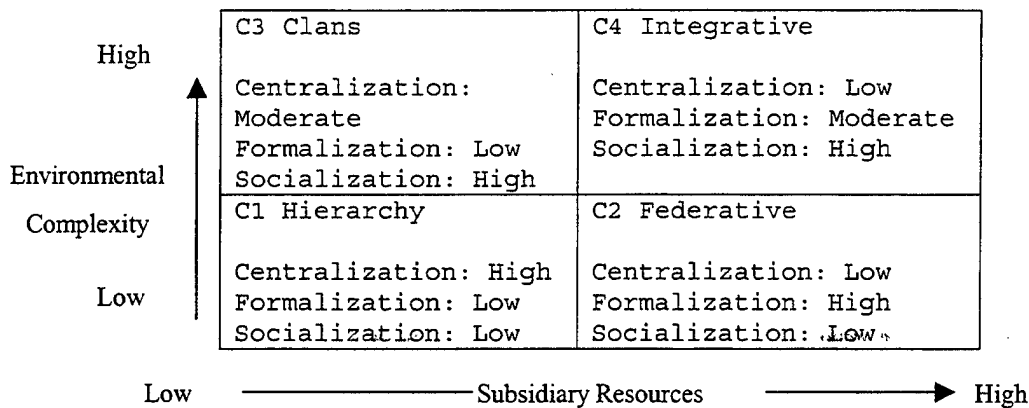 High
Environmental
Complexity
Low
C3 Clans
Centralization:
Moderate
Formalization: Low
Socialization: High
C4 Integrative
Centralization: Low
Formalization: Moderate
Socialization: High
C1 Hierarchy
Centralization: High
Formalization: Low
Socialization: Low
C2 Federative
Centralization: Low
Formalization: High
Socialization: Low
Low Subsidiary Resources High